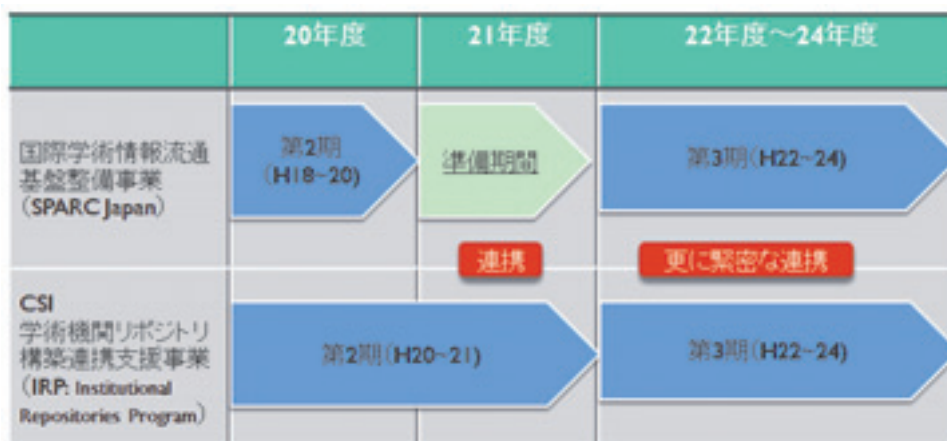 20年度
21年度
22年度～24年度
国際学術情報流通
基盤整備事業
（SPARC Japan）
第2期
（H18~20）
準備期間
第3期（H22~24）
連携
更に緊密な連携
CSI
学術機関リポジトリ
構築連携支援事業
（IRP: Institutional
Repositories Program）
第2期（H20~21）
第3期（H22~24）